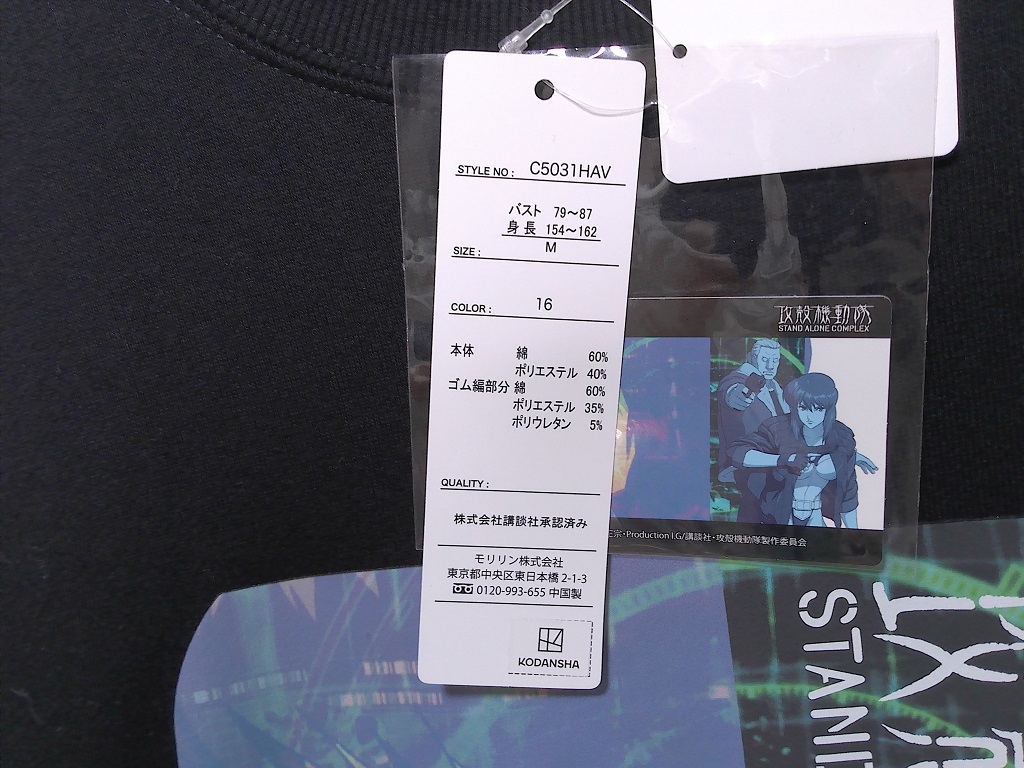 STYLE NO : C5031HAV
バスト 79～87
身長 154～162
SIZE : M
COLOR : 16
本体 綿 60%
ポリエステル 40%
ゴム編部分 綿 60%
ポリエステル 35%
ポリウレタン 5%
QUALITY :
株式会社講談社承認済み
モリリン株式会社
東京都中央区東日本橋 2-1-3
0120-993-655 中国製
KODANSHA
攻殻機動隊
STAND ALONE COMPLEX
正宗・Production I.G/講談社・攻殻機動隊製作委員会